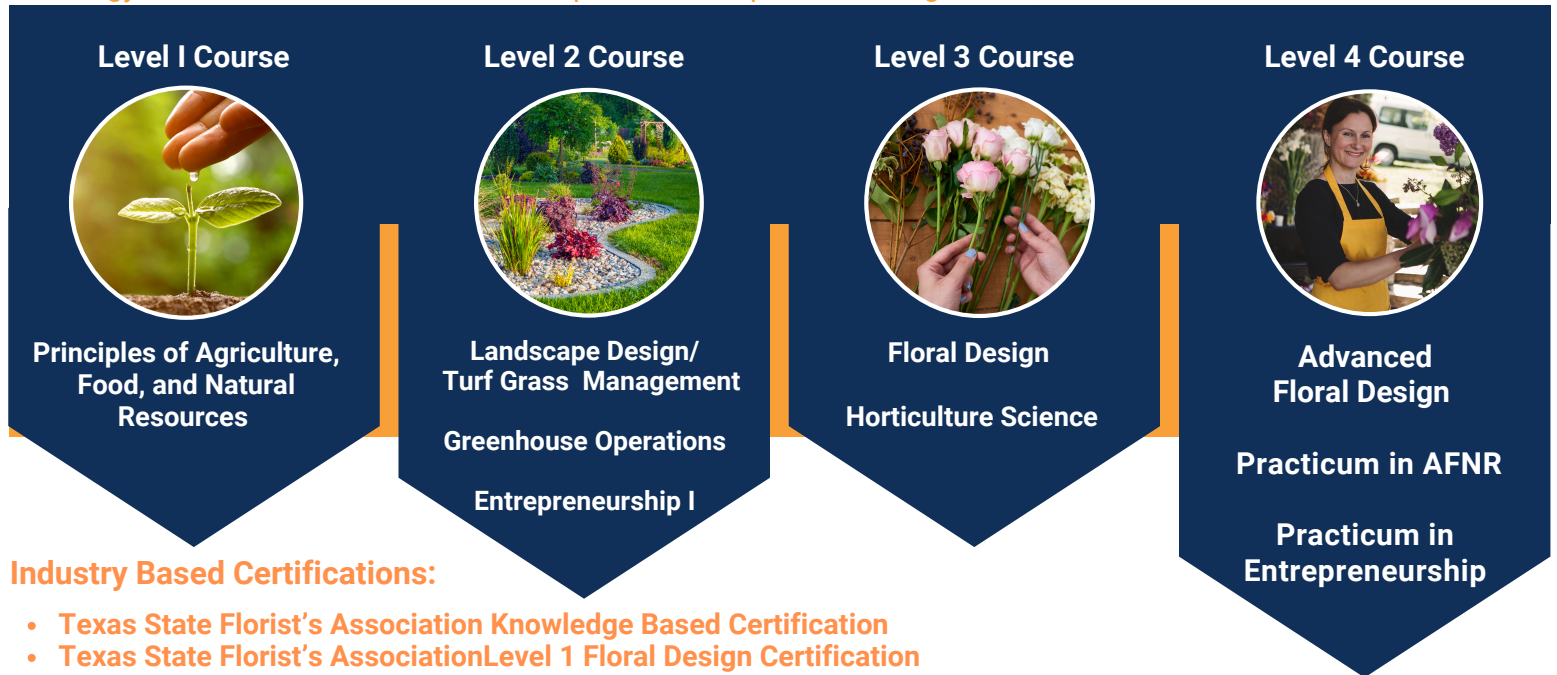 Level I Course
Principles of Agriculture,
Food, and Natural
Resources
Level 2 Course
Landscape Design/
Turf Grass Management
Greenhouse Operations
Entrepreneurship I
Level 3 Course
Floral Design
Horticulture Science
Level 4 Course
Advanced
Floral Design
Practicum in AFNR
Practicum in
Entrepreneurship
Industry Based Certifications:
• Texas State Florist’s Association Knowledge Based Certification
• Texas State Florist’s AssociationLevel 1 Floral Design Certification